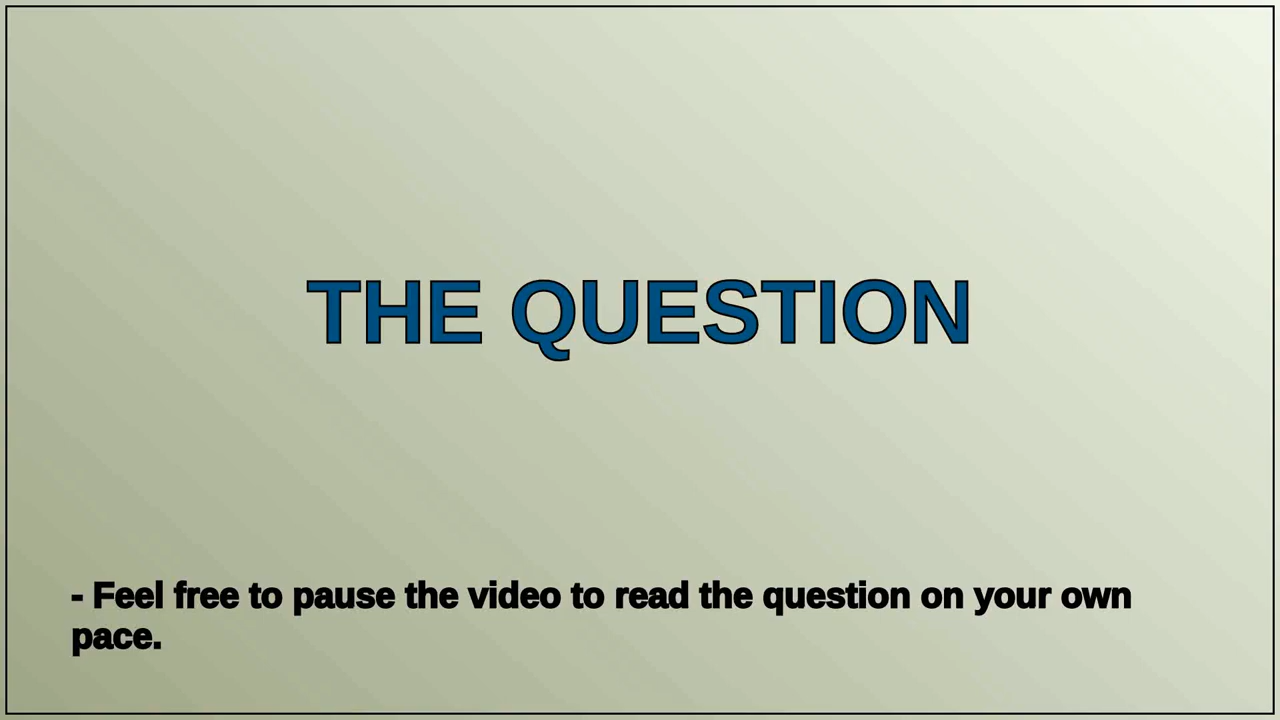 THE QUESTION
- Feel free to pause the video to read the question on your own
pace.